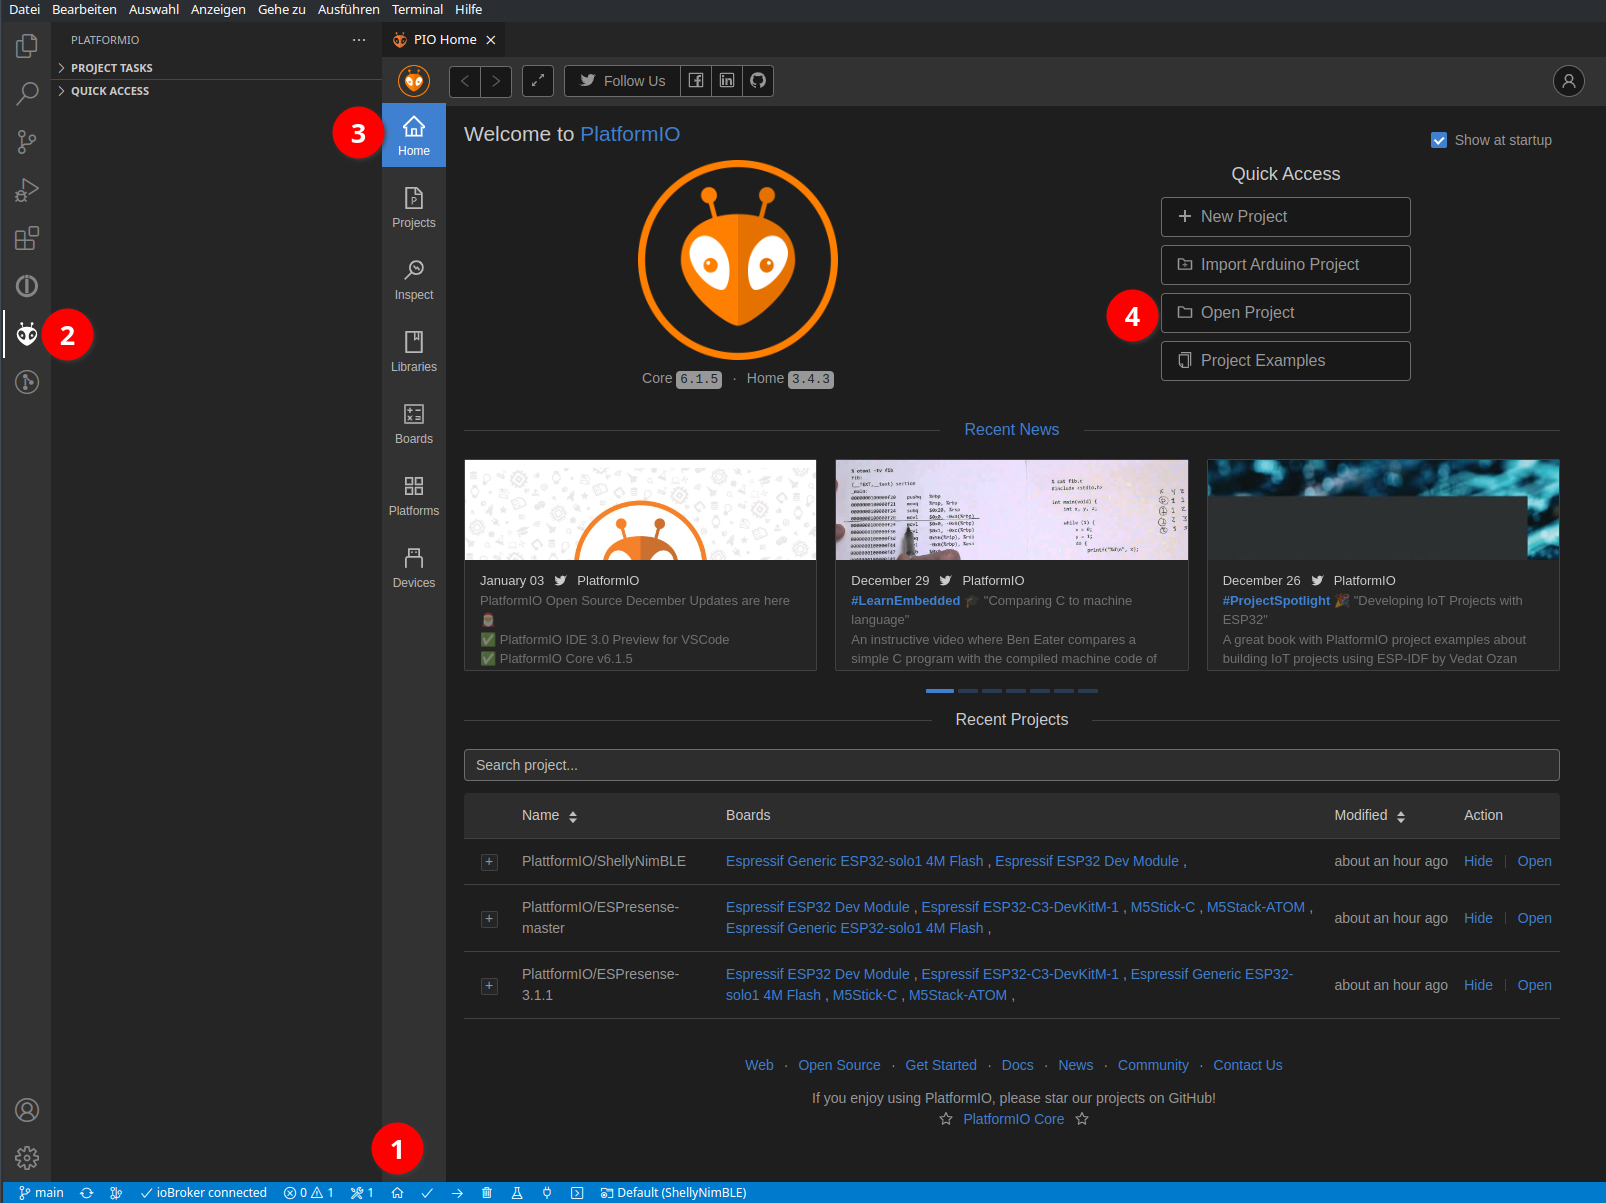 Datei Bearbeiten Auswahl Anzeigen Gehe zu Ausführen Terminal Hilfe
PLATFORMIO
PROJECT TASKS
QUICK ACCESS
PIO Home
Follow Us
3
Home
Projects
Inspect
Libraries
Boards
Platforms
Devices
2
Welcome to PlatformIO
Show at startup
Quick Access
New Project
Import Arduino Project
4
Open Project
Project Examples
Core 6.1.5 · Home 3.4.3
Recent News
January 03 PlatformIO
PlatformIO Open Source December Updates are here
PlatformIO IDE 3.0 Preview for VSCode
PlatformIO Core v6.1.5
December 29 PlatformIO
#LearnEmbedded "Comparing C to machine
language"
An instructive video where Ben Eater compares a
simple C program with the compiled machine code of
December 26 PlatformIO
#ProjectSpotlight "Developing IoT Projects with
ESP32"
A great book with PlatformIO project examples about
building IoT projects using ESP-IDF by Vedat Ozan
Recent Projects
Search project...
Name Boards Modified Action
PlattformIO/ShellyNimBLE Espressif Generic ESP32-solo1 4M Flash , Espressif ESP32 Dev Module , about an hour ago Hide Open
PlattformIO/ESPresense-
master
Espressif ESP32 Dev Module , Espressif ESP32-C3-DevKitM-1 , M5Stick-C , M5Stack-ATOM ,
Espressif Generic ESP32-solo1 4M Flash ,
about an hour ago Hide Open
PlattformIO/ESPresense-
3.1.1
Espressif ESP32 Dev Module , Espressif ESP32-C3-DevKitM-1 , Espressif Generic ESP32-
solo1 4M Flash , M5Stick-C , M5Stack-ATOM ,
about an hour ago Hide Open
Web · Open Source · Get Started · Docs · News · Community · Contact Us
If you enjoy using PlatformIO, please star our projects on GitHub!
PlatformIO Core
1
main ioBroker connected 0 1 1 Default (ShellyNimBLE)